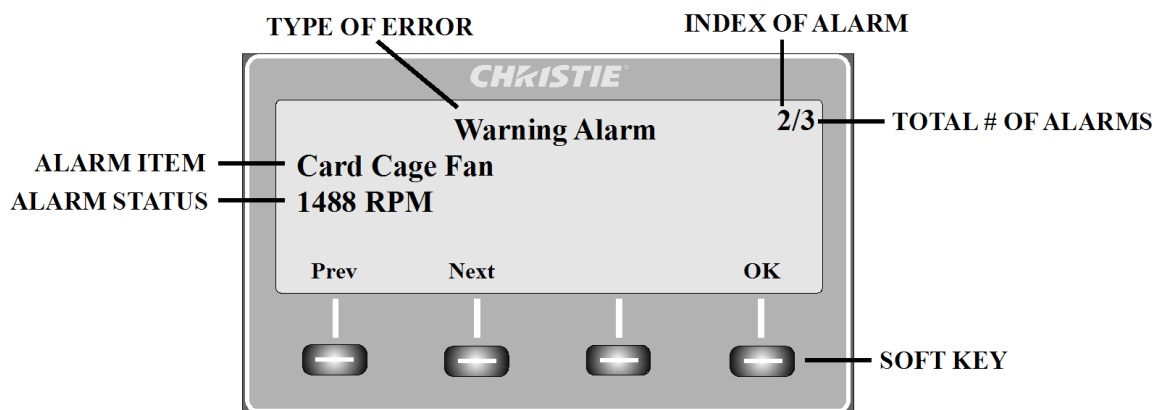 TYPE OF ERROR
INDEX OF ALARM
CHRISTIE
Warning Alarm
2/3
TOTAL # OF ALARMS
ALARM ITEM
Card Cage Fan
ALARM STATUS
1488 RPM
Prev
Next
OK
SOFT KEY